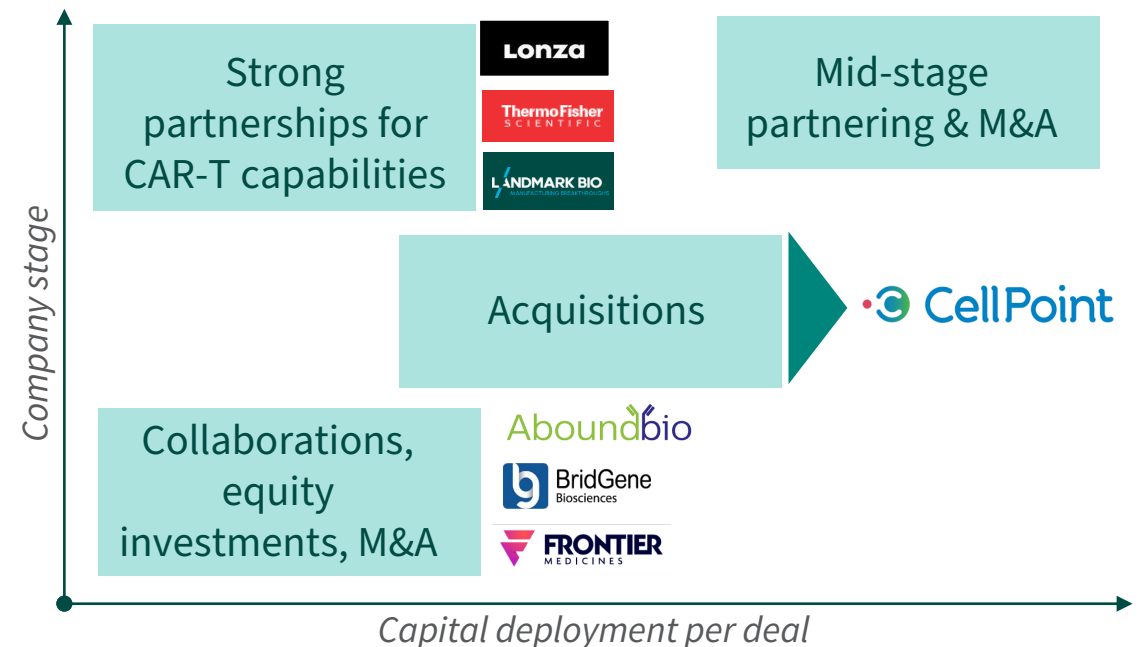 Company stage
Strong
partnerships for
CAR-T capabilities
Lonza
ThermoFisher
SCIENTIFIC
LANDMARK BIO
MANUFACTURING BREAKTHROUGHS
Mid-stage
partnering & M&A
Acquisitions
CellPoint
Collaborations,
equity
investments, M&A
Aboundbio
BridGene
Biosciences
FRONTIER
MEDICINES
Capital deployment per deal